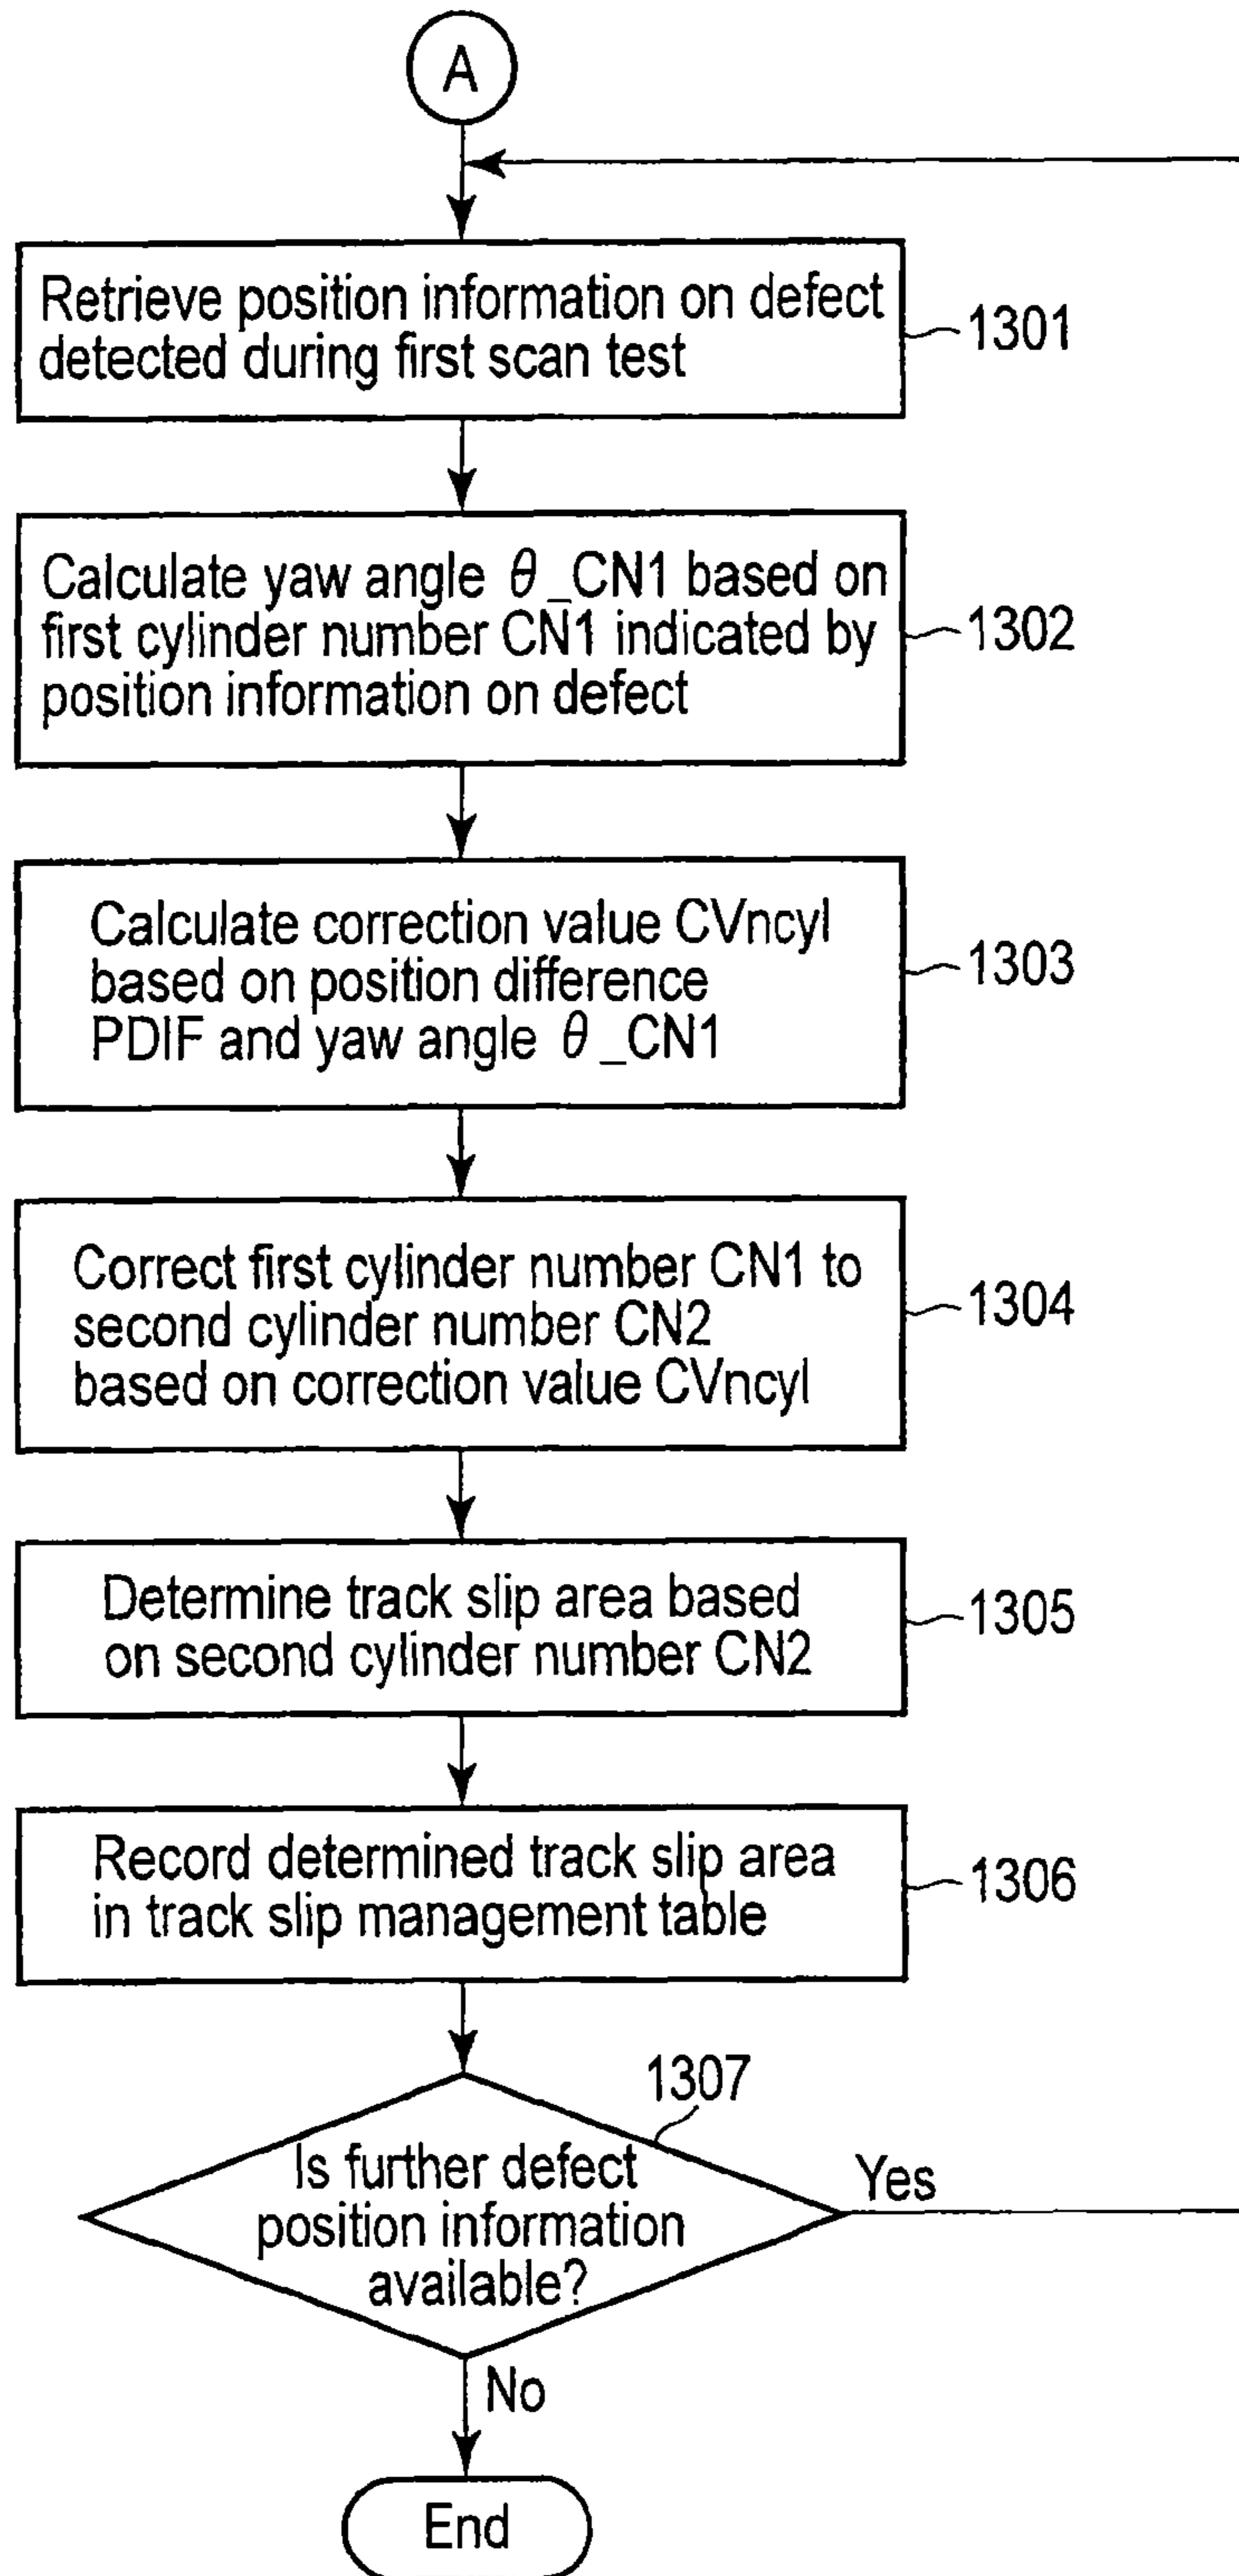 A
Retrieve position information on defect
detected during first scan test
1301
Calculate yaw angle θ_CN1 based on
first cylinder number CN1 indicated by
position information on defect
1302
Calculate correction value CVncyl
based on position difference
PDIF and yaw angle θ_CN1
1303
Correct first cylinder number CN1 to
second cylinder number CN2
based on correction value CVncyl
1304
Determine track slip area based
on second cylinder number CN2
1305
Record determined track slip area
in track slip management table
1306
1307
Is further defect
position information
available?
Yes
No
End